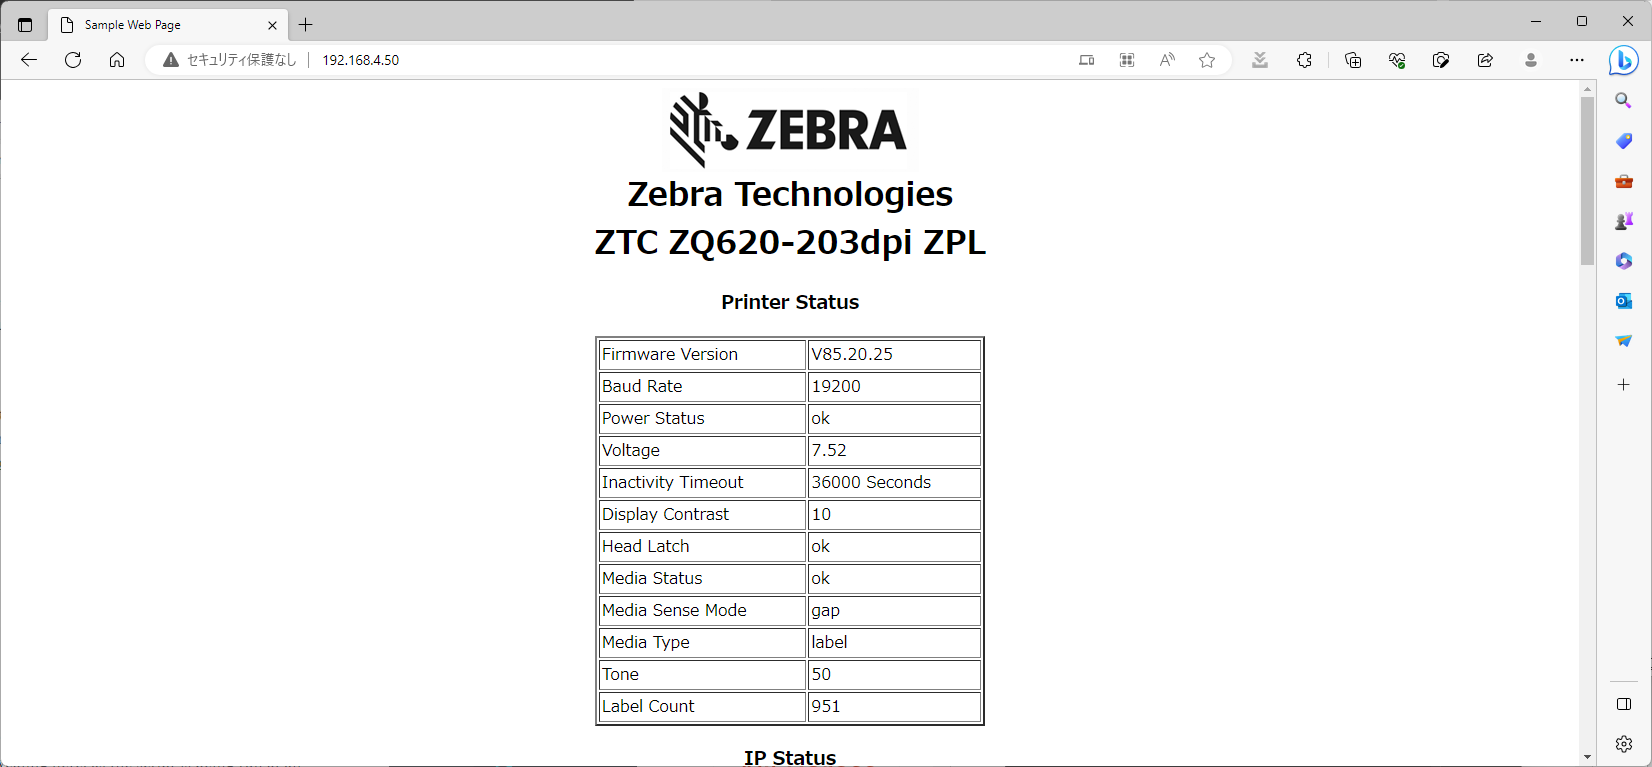 Sample Web Page
セキュリティ保護なし 192.168.4.50
ZEBRA
Zebra Technologies
ZTC ZQ620-203dpi ZPL
Printer Status
Firmware Version V85.20.25
Baud Rate 19200
Power Status ok
Voltage 7.52
Inactivity Timeout 36000 Seconds
Display Contrast 10
Head Latch ok
Media Status ok
Media Sense Mode gap
Media Type label
Tone 50
Label Count 951
IP Status